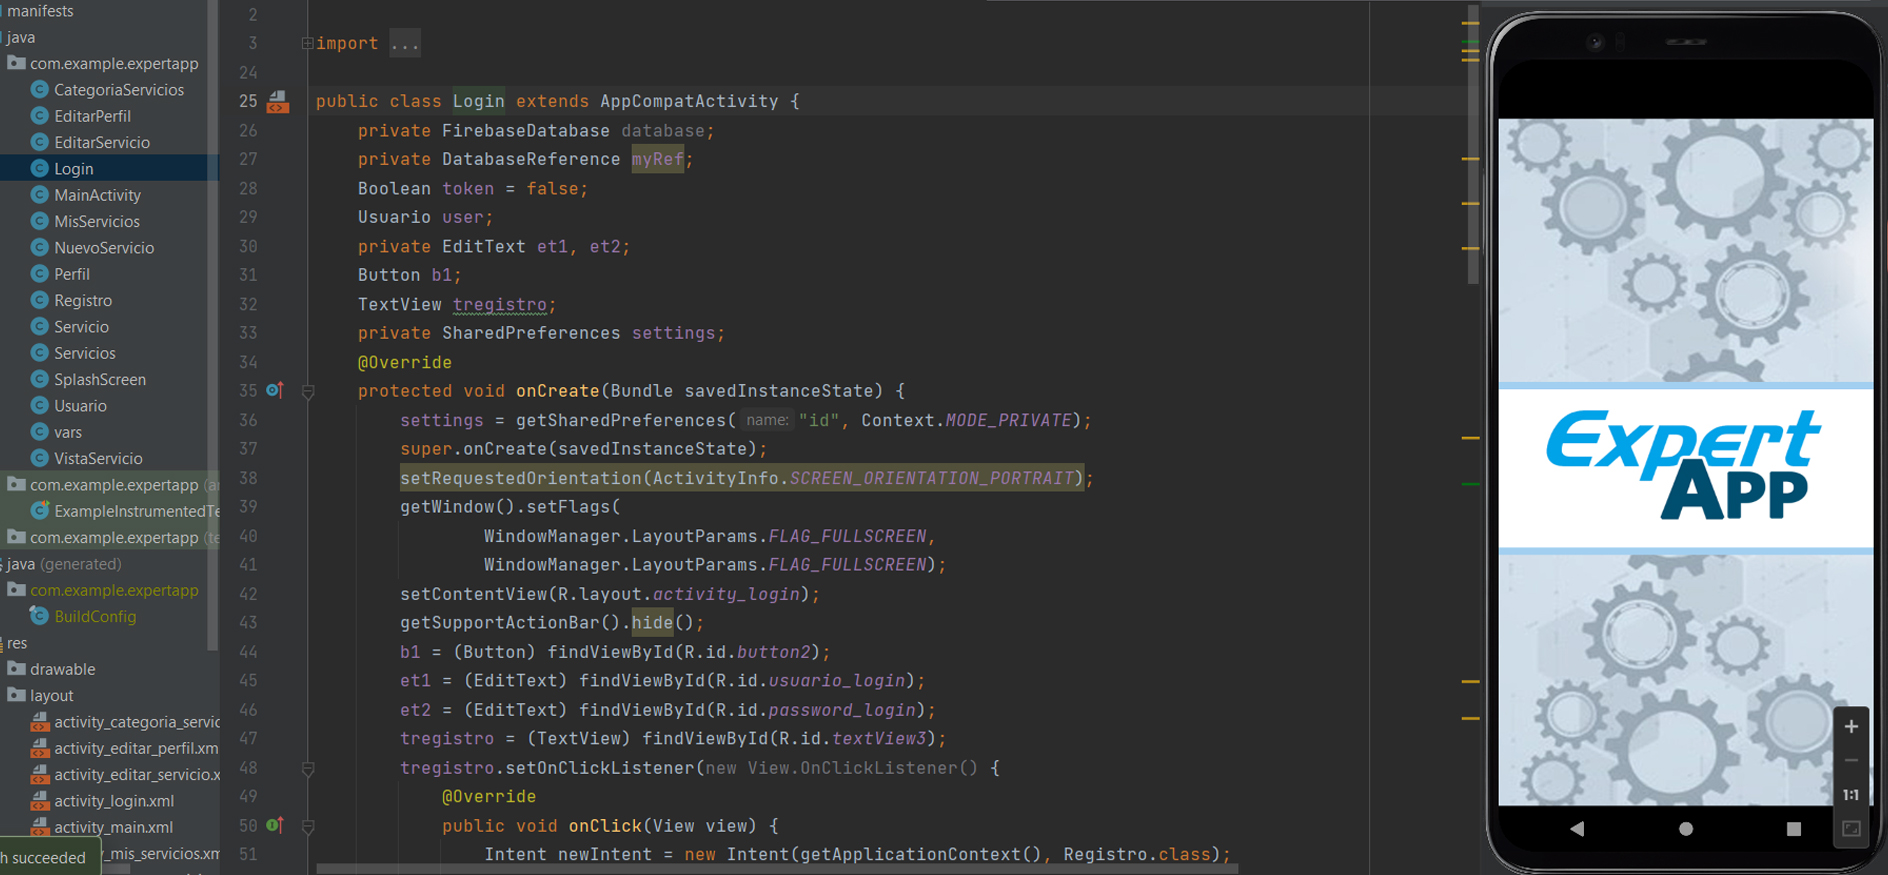 manifests
java
com.example.expertapp
CategoriaServicios
EditarPerfil
EditarServicio
Login
MainActivity
MisServicios
NuevoServicio
Perfil
Registro
Servicio
Servicios
SplashScreen
Usuario
vars
VistaServicio
com.example.expertapp (ar
ExampleInstrumentedTe
com.example.expertapp (te
java (generated)
com.example.expertapp
BuildConfig
res
drawable
layout
activity_categoria_servic
activity_editar_perfil.xm
activity_editar_servicio.x
activity_login.xml
activity_main.xml
y_mis_servicios.xm
h succeeded
2
3 import ...
24
25 public class Login extends AppCompatActivity {
26 private FirebaseDatabase database;
27 private DatabaseReference myRef;
28 Boolean token = false;
29 Usuario user;
30 private EditText et1, et2;
31 Button b1;
32 TextView tregistro;
33 private SharedPreferences settings;
34 @Override
35 protected void onCreate(Bundle savedInstanceState) {
36 settings = getSharedPreferences( name: "id", Context.MODE_PRIVATE);
37 super.onCreate(savedInstanceState);
38 setRequestedOrientation(ActivityInfo.SCREEN_ORIENTATION_PORTRAIT);
39 getWindow().setFlags(
40 WindowManager.LayoutParams.FLAG_FULLSCREEN,
41 WindowManager.LayoutParams.FLAG_FULLSCREEN);
42 setContentView(R.layout.activity_login);
43 getSupportActionBar().hide();
44 b1 = (Button) findViewById(R.id.button2);
45 et1 = (EditText) findViewById(R.id.usuario_login);
46 et2 = (EditText) findViewById(R.id.password_login);
47 tregistro = (TextView) findViewById(R.id.textView3);
48 tregistro.setOnClickListener(new View.OnClickListener() {
49 @Override
50 public void onClick(View view) {
51 Intent newIntent = new Intent(getApplicationContext(), Registro.class);
Expert
APP
1:1